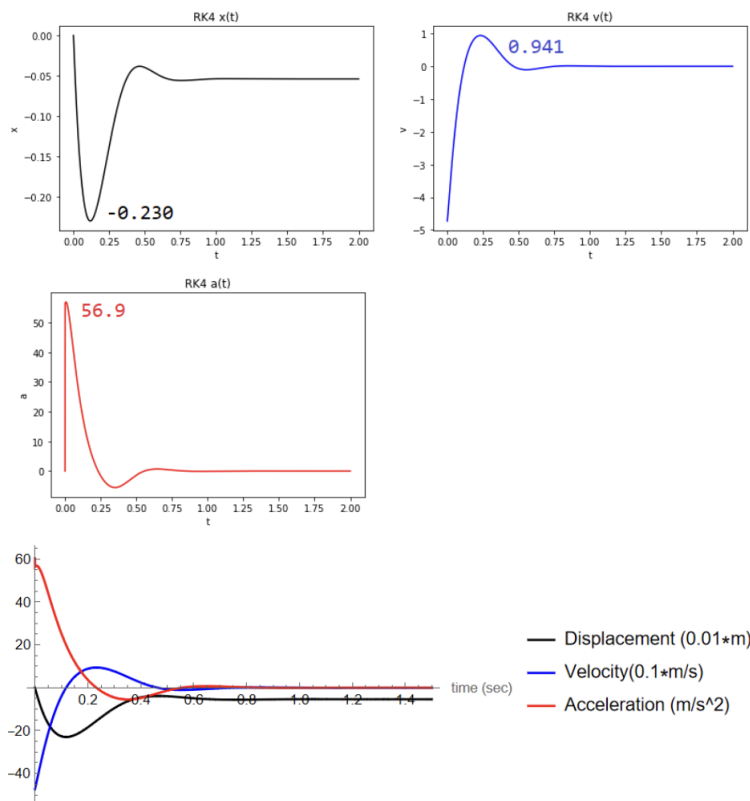 RK4 x(t)
0.00
−0.05
−0.10
−0.15
−0.20
x
-0.230
0.00 0.25 0.50 0.75 1.00 1.25 1.50 1.75 2.00
t
RK4 v(t)
1
0
−1
−2
−3
−4
−5
v
0.941
0.00 0.25 0.50 0.75 1.00 1.25 1.50 1.75 2.00
t
RK4 a(t)
50
40
30
20
10
0
a
56.9
0.00 0.25 0.50 0.75 1.00 1.25 1.50 1.75 2.00
t
60
40
20
−20
−40
0.2 0.4 0.6 0.8 1.0 1.2 1.4
time (sec)
Displacement (0.01*m)
Velocity(0.1*m/s)
Acceleration (m/s^2)